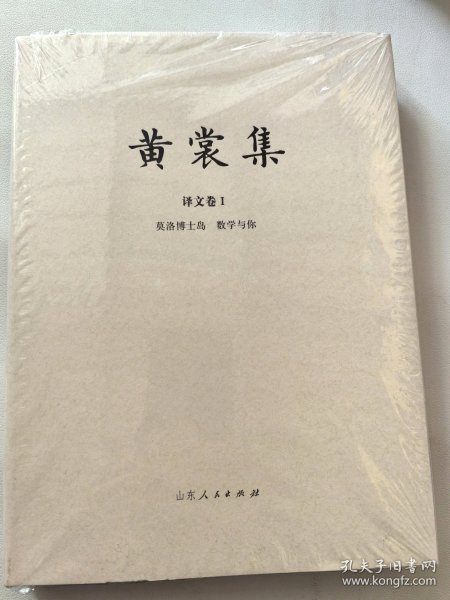 黄裳集
译文卷 I
莫洛博士岛 数学与你
山东人民出版社
孔夫子旧书网
www.kongfz.com